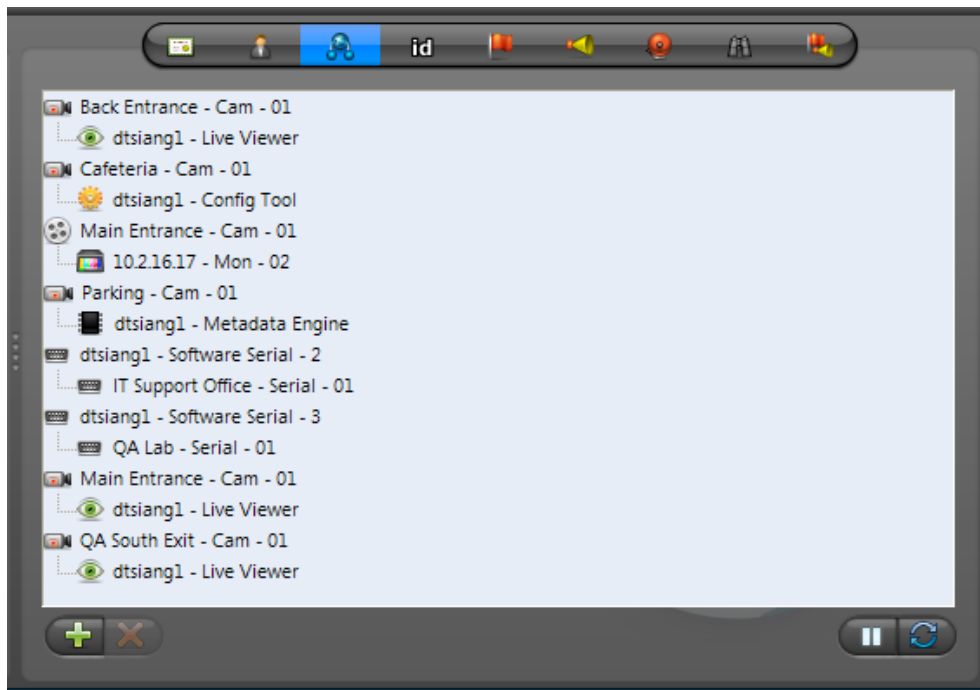 id
Back Entrance - Cam - 01
dtsiang1 - Live Viewer
Cafeteria - Cam - 01
dtsiang1 - Config Tool
Main Entrance - Cam - 01
10.2.16.17 - Mon - 02
Parking - Cam - 01
dtsiang1 - Metadata Engine
dtsiang1 - Software Serial - 2
IT Support Office - Serial - 01
dtsiang1 - Software Serial - 3
QA Lab - Serial - 01
Main Entrance - Cam - 01
dtsiang1 - Live Viewer
QA South Exit - Cam - 01
dtsiang1 - Live Viewer